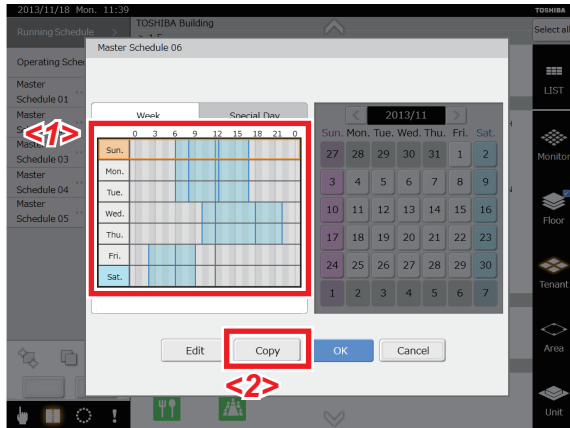 2013/11/18 Mon. 11:39
TOSHIBA
Running Schedule >
TOSHIBA Building
Select all
Master Schedule 06
Operating Sche
Master
Schedule 01
Master
Master
Schedule 03
Master
Schedule 04
Master
Schedule 05
<1>
Week
Special Day
0 3 6 9 12 15 18 21 0
Sun.
Mon.
Tue.
Wed.
Thu.
Fri.
Sat.
< 2013/11 >
Sun. Mon. Tue. Wed. Thu. Fri. Sat.
27 28 29 30 31 1 2
3 4 5 6 7 8 9
10 11 12 13 14 15 16
17 18 19 20 21 22 23
24 25 26 27 28 29 30
1 2 3 4 5 6 7
Edit
Copy
OK
Cancel
<2>
LIST
Monitor
Floor
Tenant
Area
Unit